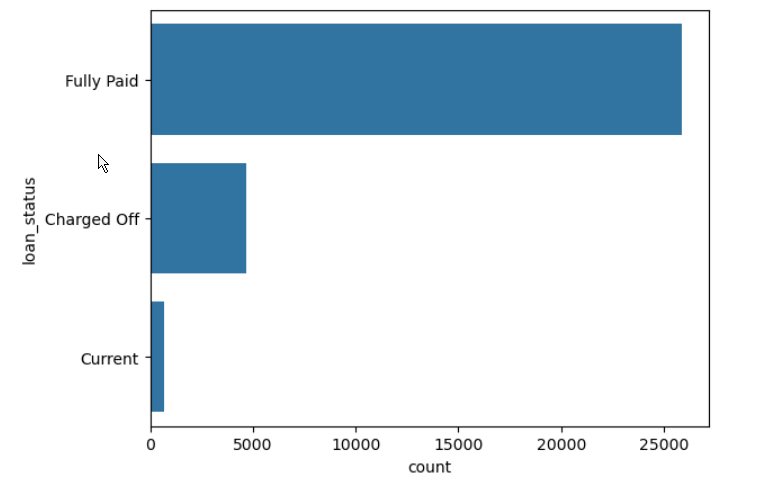 Fully Paid
Charged Off
Current
loan_status
0 5000 10000 15000 20000 25000
count